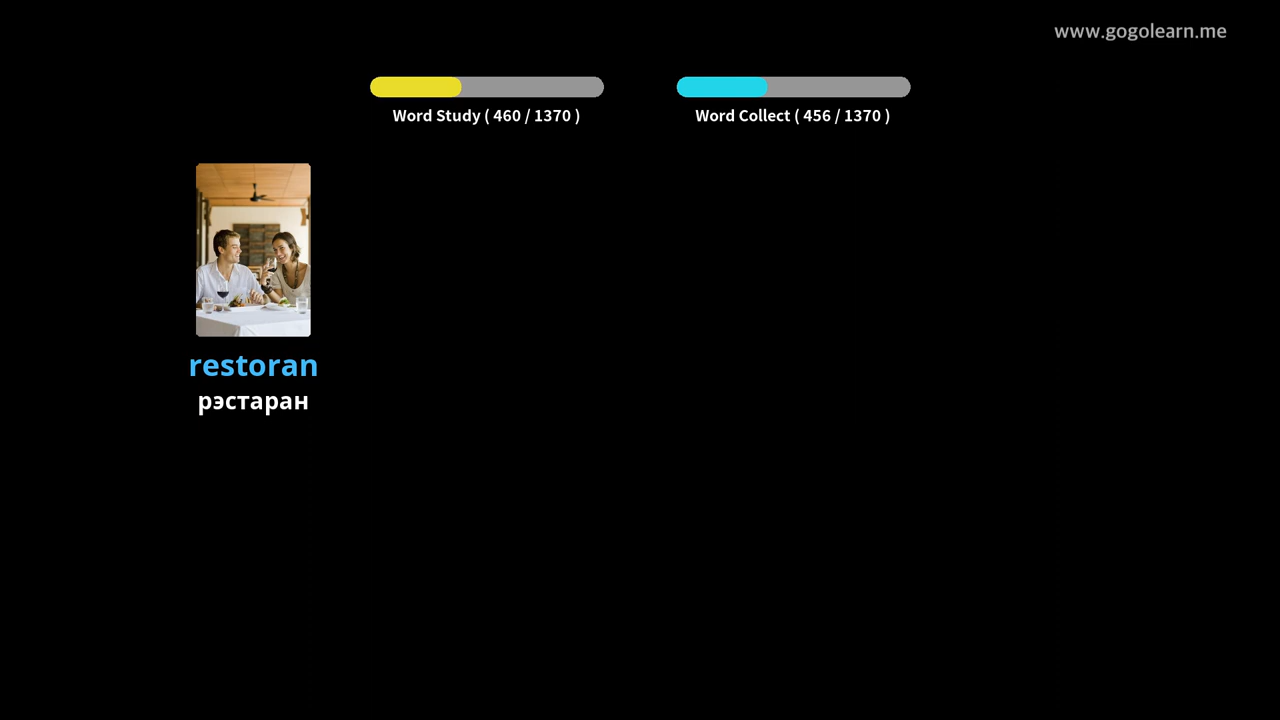 www.gogolearn.me
Word Study ( 460 / 1370 )
Word Collect ( 456 / 1370 )
restoran
рэстаран